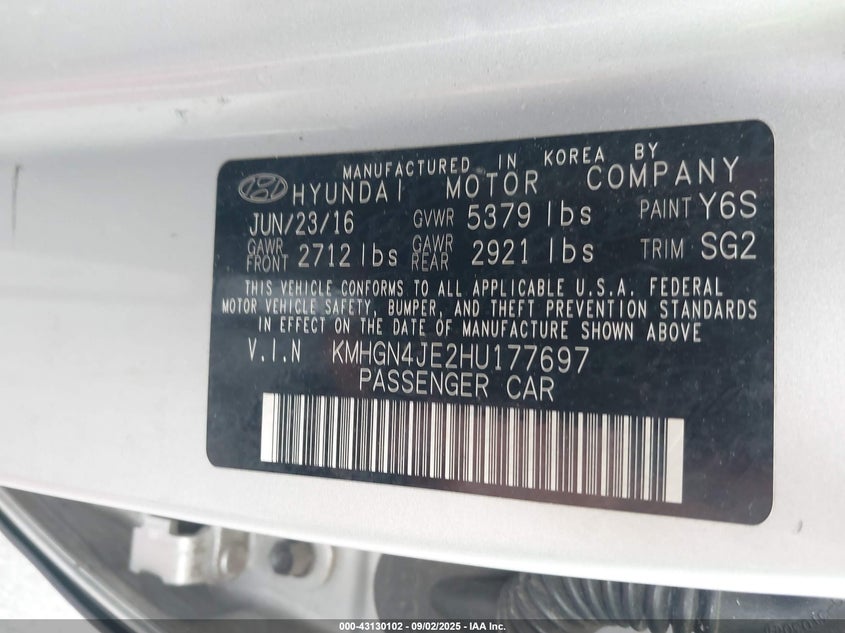 MANUFACTURED IN KOREA BY
HYUNDAI MOTOR COMPANY
JUN/23/16 GVWR 5379 lbs PAINT Y6S
GAWR FRONT 2712 lbs GAWR REAR 2921 lbs TRIM SG2
THIS VEHICLE CONFORMS TO ALL APPLICABLE U.S.A. FEDERAL
MOTOR VEHICLE SAFETY, BUMPER, AND THEFT PREVENTION STANDARDS
IN EFFECT ON THE DATE OF MANUFACTURE SHOWN ABOVE
V.I.N KMHGN4JE2HU177697
PASSENGER CAR
000-43130102 - 09/02/2025 - IAA Inc.